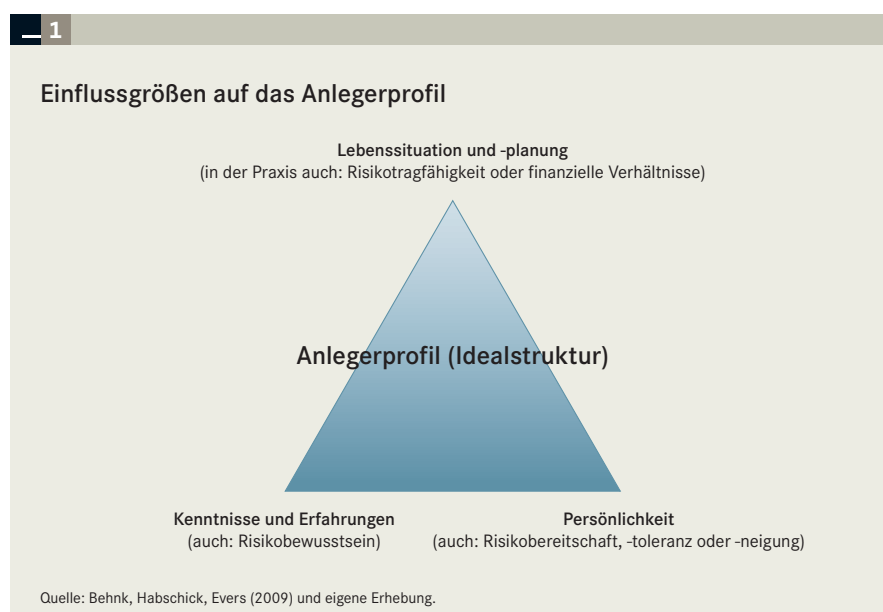 1
Einflussgrößen auf das Anlegerprofil
Lebenssituation und -planung
(in der Praxis auch: Risikotragfähigkeit oder finanzielle Verhältnisse)
Anlegerprofil (Idealstruktur)
Kenntnisse und Erfahrungen
(auch: Risikobewusstsein)
Persönlichkeit
(auch: Risikobereitschaft, -toleranz oder -neigung)
Quelle: Behnk, Habschick, Evers (2009) und eigene Erhebung.